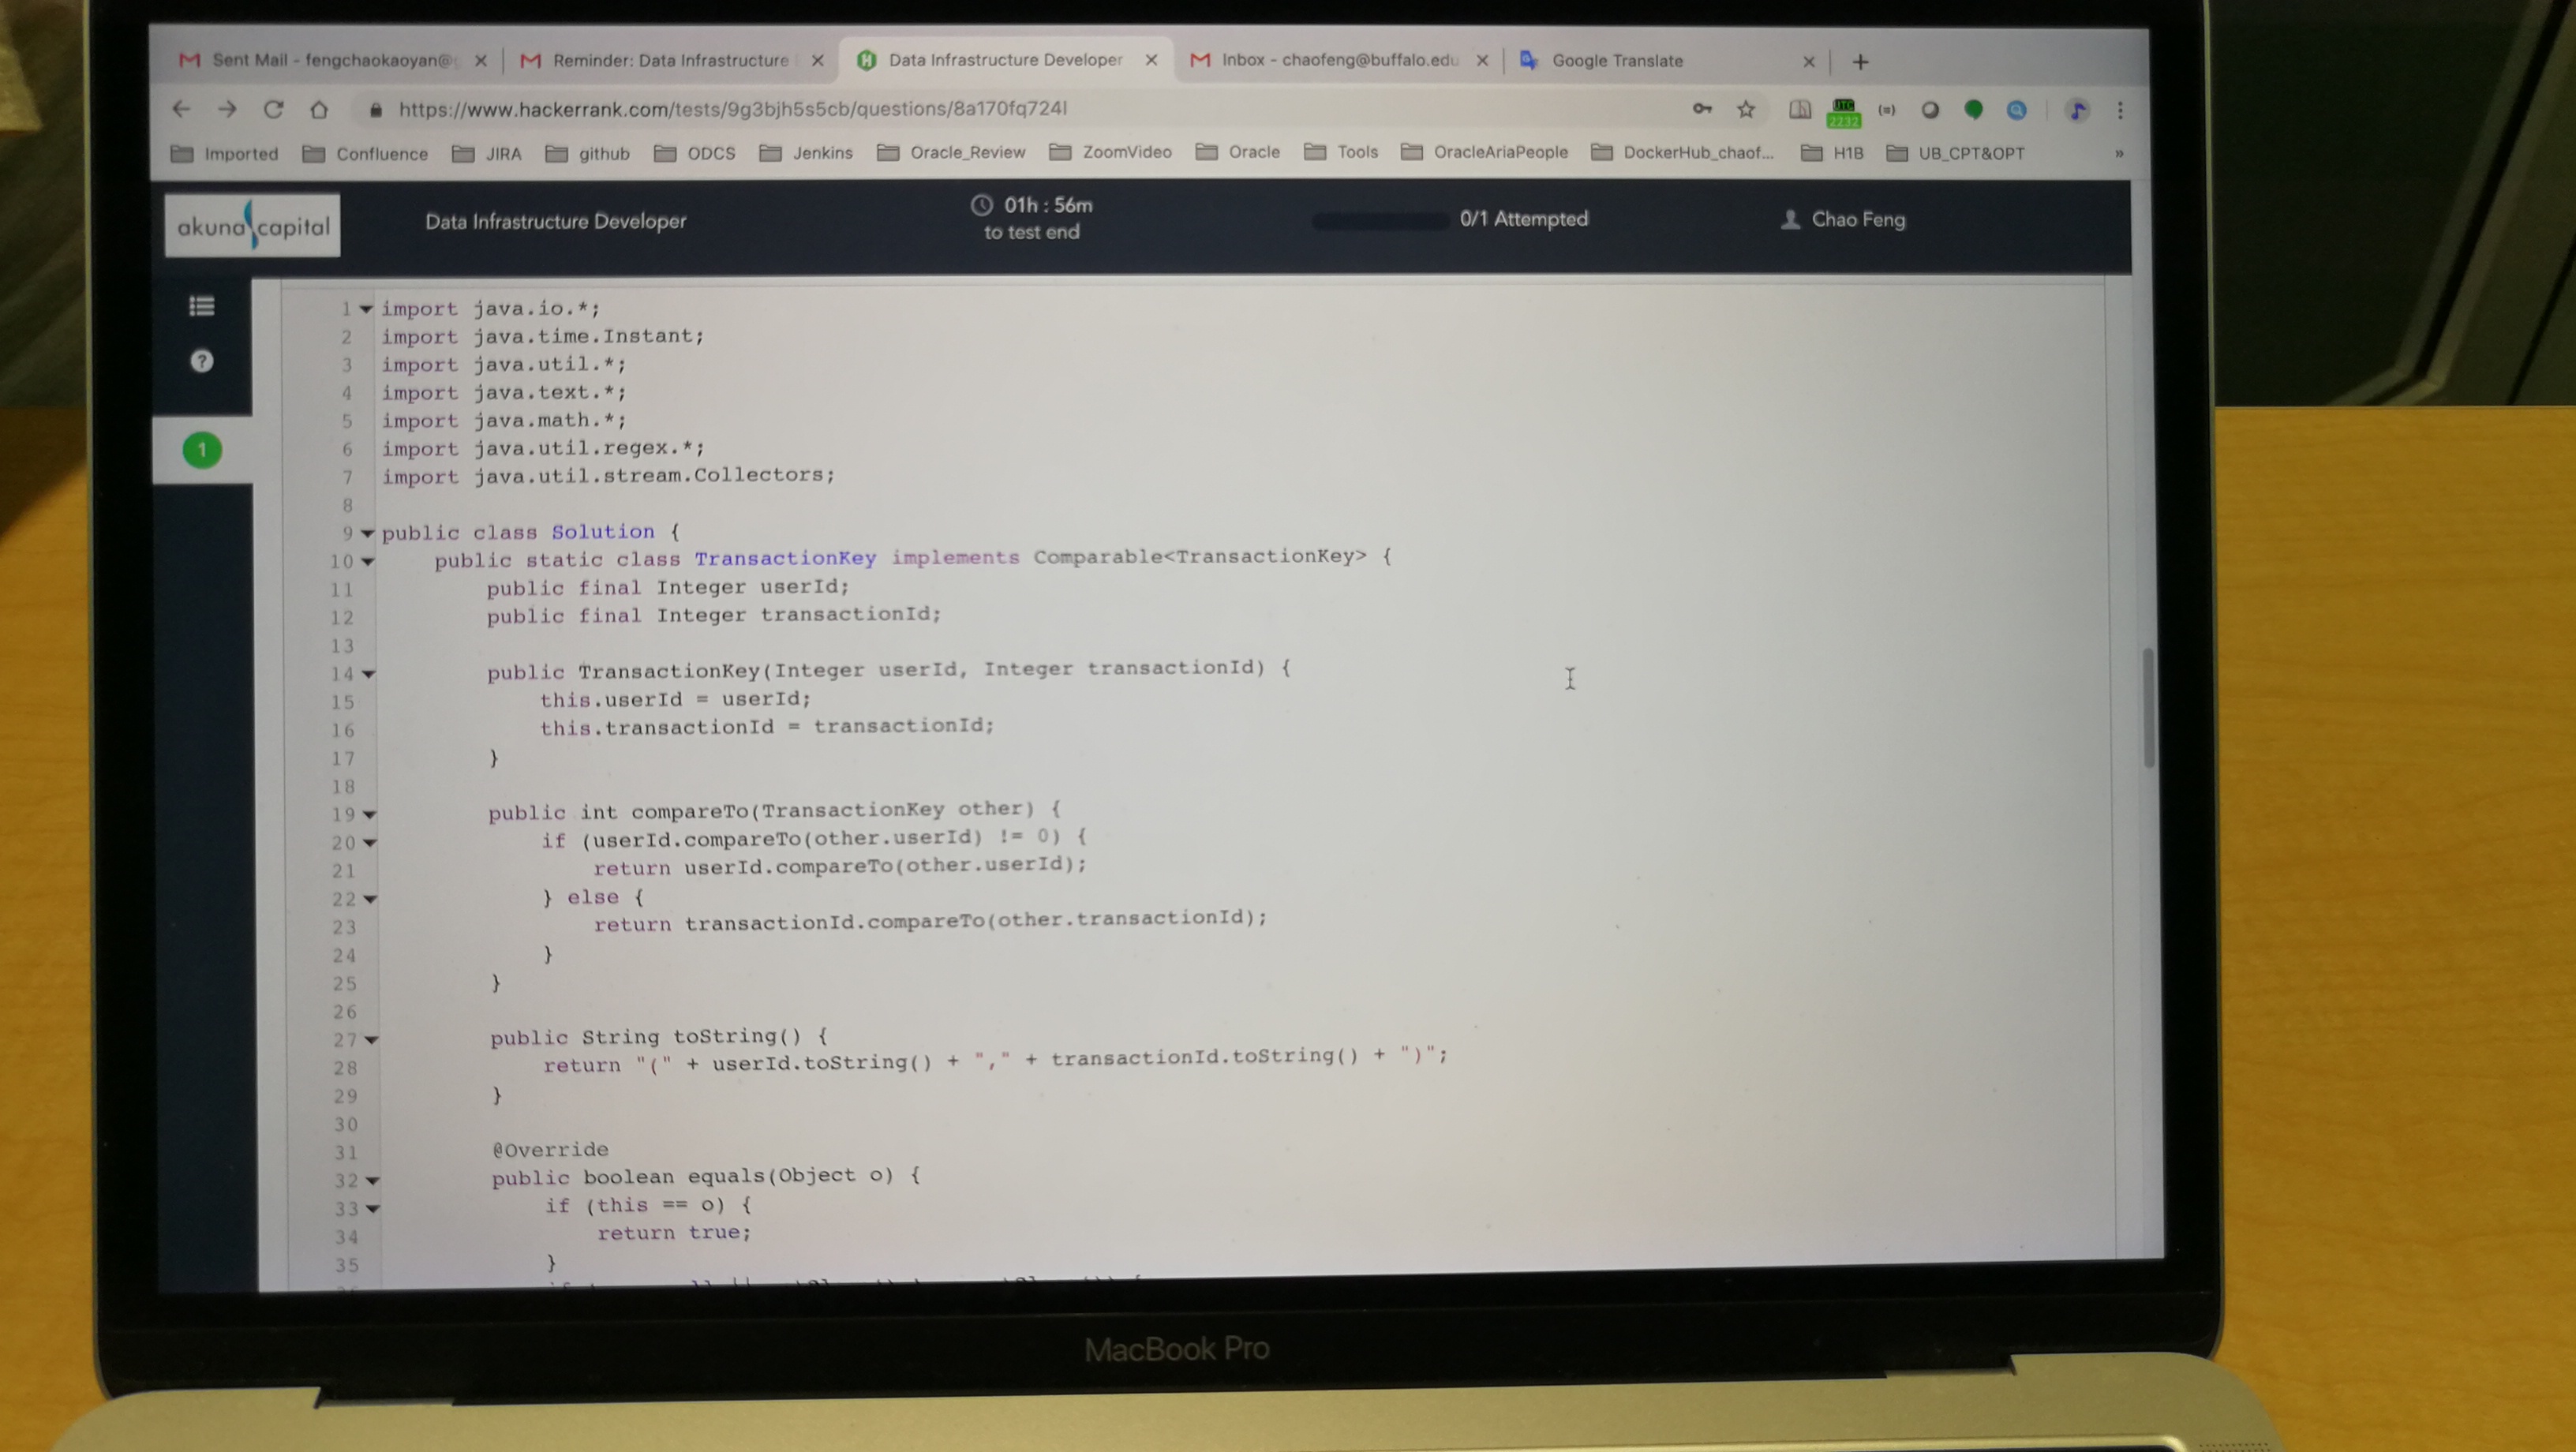 Sent Mail - fengchaokaoyan@g
Reminder: Data Infrastructure
Data Infrastructure Developer
Inbox - chaofeng@buffalo.edu
Google Translate
https://www.hackerrank.com/tests/9g3bjh5s5cb/questions/8a170fq724l
UTC
2232
Imported
Confluence
JIRA
github
ODCS
Jenkins
Oracle_Review
ZoomVideo
Oracle
Tools
OracleAriaPeople
DockerHub_chaof...
H1B
UB_CPT&OPT
»
akuna capital
Data Infrastructure Developer
01h : 56m
to test end
0/1 Attempted
Chao Feng
?
1
1 import java.io.*;
2 import java.time.Instant;
3 import java.util.*;
4 import java.text.*;
5 import java.math.*;
6 import java.util.regex.*;
7 import java.util.stream.Collectors;
8
9 public class Solution {
10 public static class TransactionKey implements Comparable<TransactionKey> {
11 public final Integer userId;
12 public final Integer transactionId;
13
14 public TransactionKey(Integer userId, Integer transactionId) {
15 this.userId = userId;
16 this.transactionId = transactionId;
17 }
18
19 public int compareTo(TransactionKey other) {
20 if (userId.compareTo(other.userId) != 0) {
21 return userId.compareTo(other.userId);
22 } else {
23 return transactionId.compareTo(other.transactionId);
24 }
25 }
26
27 public String toString() {
28 return "(" + userId.toString() + "," + transactionId.toString() + ")";
29 }
30
31 @Override
32 public boolean equals(Object o) {
33 if (this == o) {
34 return true;
35 }
MacBook Pro